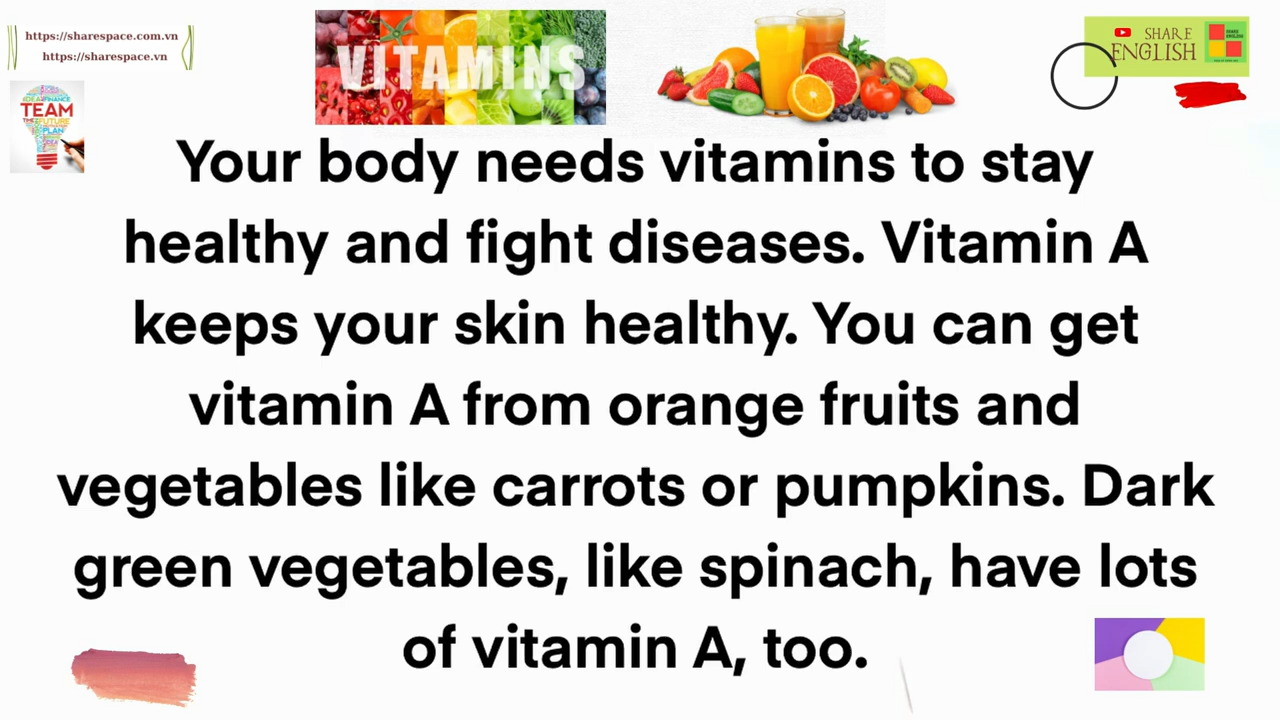 https://sharespace.com.vn
https://sharespace.vn
VITAMINS
SHARE
ENGLISH
TEAM
PLAN
Your body needs vitamins to stay
healthy and fight diseases. Vitamin A
keeps your skin healthy. You can get
vitamin A from orange fruits and
vegetables like carrots or pumpkins. Dark
green vegetables, like spinach, have lots
of vitamin A, too.